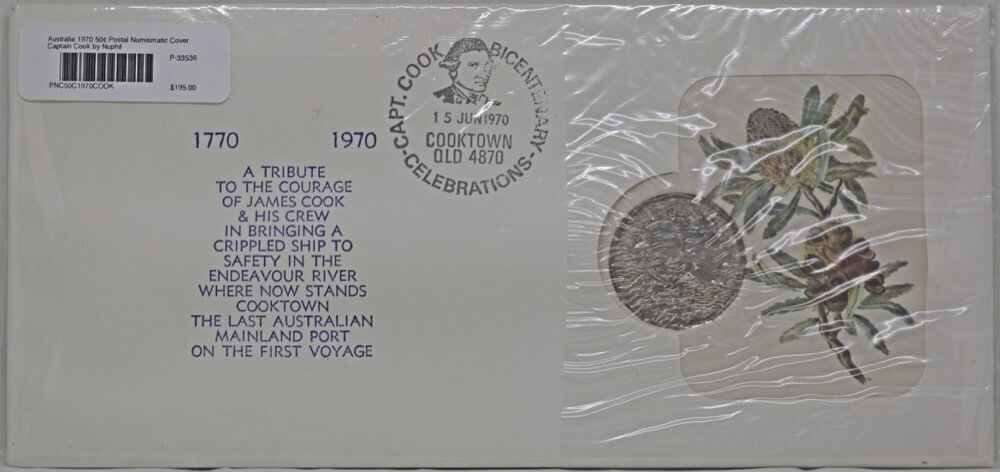 Australia 1970 50c Postal Numismatic Cover
Captain Cook by Nuphil
P-33536
PNC50C1970COOK
$195.00
CAPT. COOK BICENTENARY
15 JUN 1970
COOKTOWN
QLD 4870
-CELEBRATIONS-
1770 1970
A TRIBUTE
TO THE COURAGE
OF JAMES COOK
& HIS CREW
IN BRINGING A
CRIPPLED SHIP TO
SAFETY IN THE
ENDEAVOUR RIVER
WHERE NOW STANDS
COOKTOWN
THE LAST AUSTRALIAN
MAINLAND PORT
ON THE FIRST VOYAGE